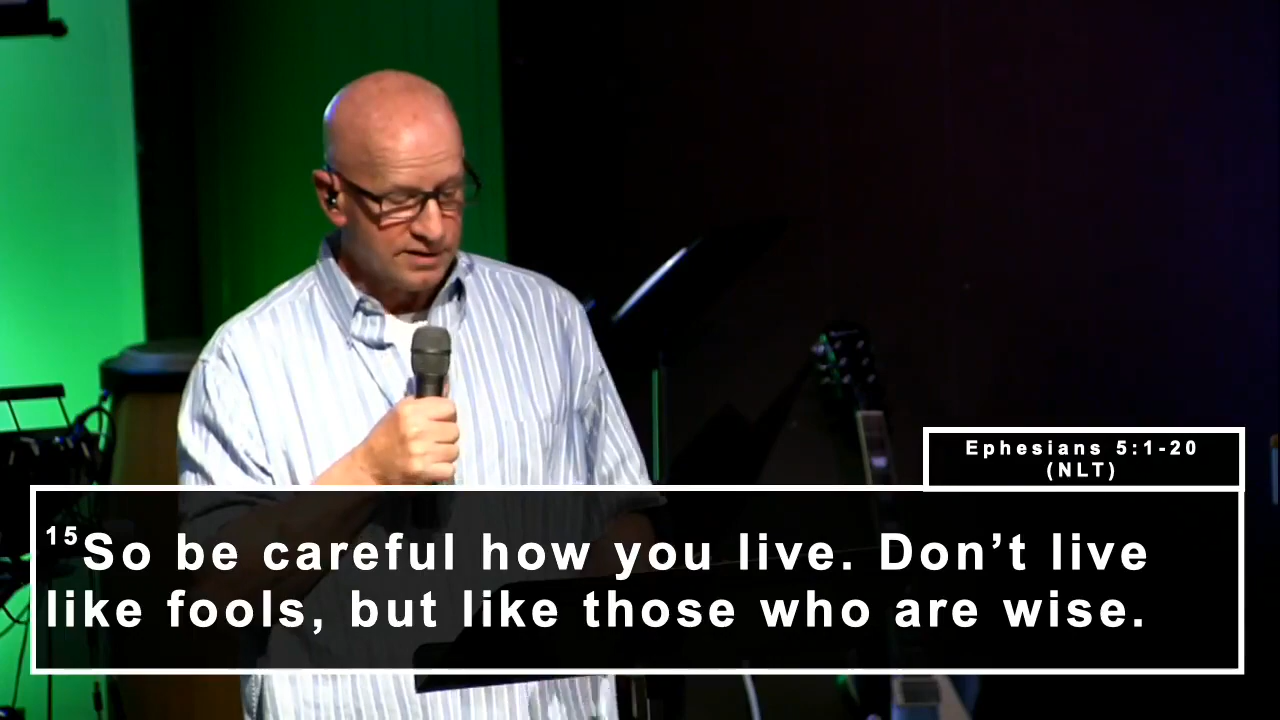 Ephesians 5:1-20
(NLT)
¹⁵So be careful how you live. Don’t live
like fools, but like those who are wise.